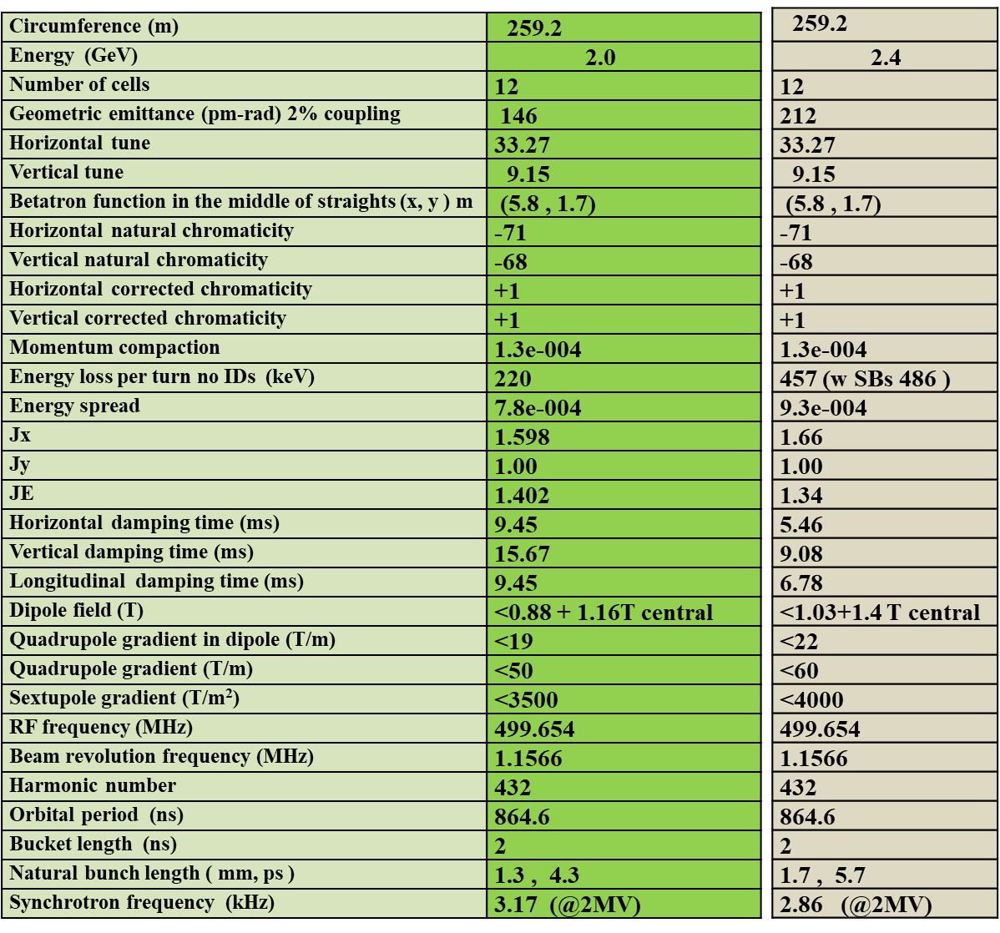 Circumference (m) 259.2 259.2
Energy (GeV) 2.0 2.4
Number of cells 12 12
Geometric emittance (pm-rad) 2% coupling 146 212
Horizontal tune 33.27 33.27
Vertical tune 9.15 9.15
Betatron function in the middle of straights (x, y ) m (5.8 , 1.7) (5.8 , 1.7)
Horizontal natural chromaticity -71 -71
Vertical natural chromaticity -68 -68
Horizontal corrected chromaticity +1 +1
Vertical corrected chromaticity +1 +1
Momentum compaction 1.3e-004 1.3e-004
Energy loss per turn no IDs (keV) 220 457 (w SBs 486 )
Energy spread 7.8e-004 9.3e-004
Jx 1.598 1.66
Jy 1.00 1.00
JE 1.402 1.34
Horizontal damping time (ms) 9.45 5.46
Vertical damping time (ms) 15.67 9.08
Longitudinal damping time (ms) 9.45 6.78
Dipole field (T) <0.88 + 1.16T central <1.03+1.4 T central
Quadrupole gradient in dipole (T/m) <19 <22
Quadrupole gradient (T/m) <50 <60
Sextupole gradient (T/m²) <3500 <4000
RF frequency (MHz) 499.654 499.654
Beam revolution frequency (MHz) 1.1566 1.1566
Harmonic number 432 432
Orbital period (ns) 864.6 864.6
Bucket length (ns) 2 2
Natural bunch length ( mm, ps ) 1.3 , 4.3 1.7 , 5.7
Synchrotron frequency (kHz) 3.17 (@2MV) 2.86 (@2MV)